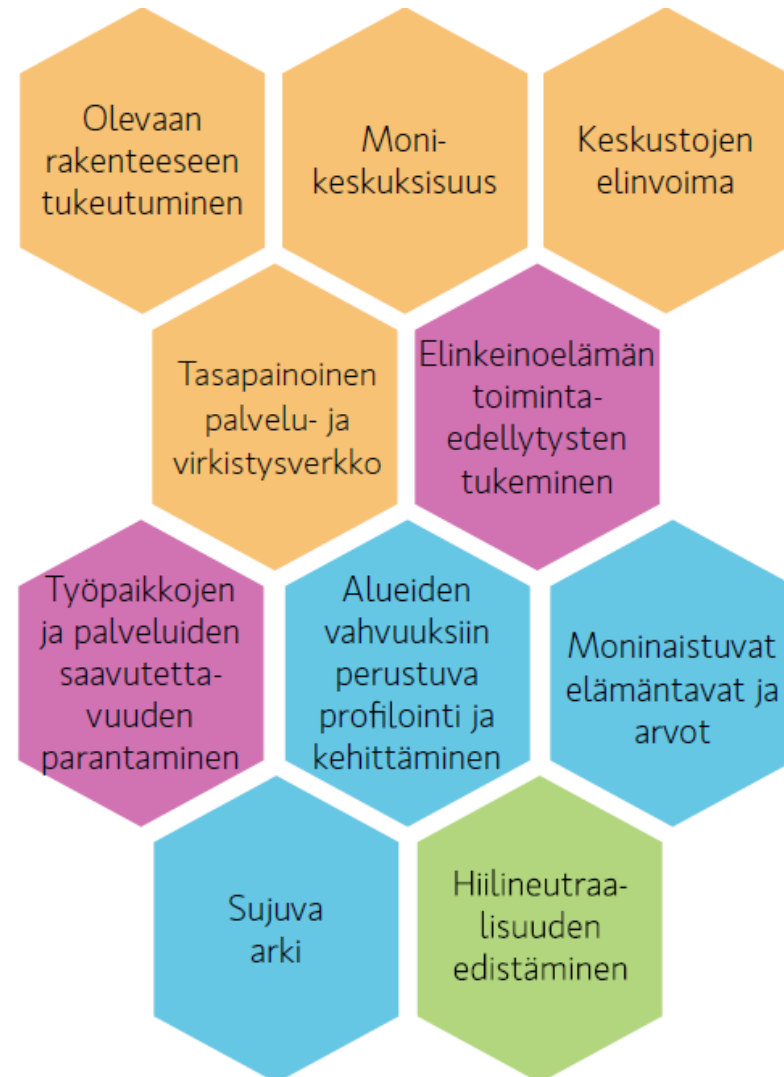 Olevaan
rakenteeseen
tukeutuminen
Moni-
keskuksisuus
Keskustojen
elinvoima
Tasapainoinen
palvelu- ja
virkistysverkko
Elinkeinoelämän
toiminta-
edellytysten
tukeminen
Työpaikkojen
ja palveluiden
saavutetta-
vuuden
parantaminen
Alueiden
vahvuuksiin
perustuva
profilointi ja
kehittäminen
Moninaistuvat
elämäntavat ja
arvot
Sujuva
arki
Hiilineutraa-
lisuuden
edistäminen